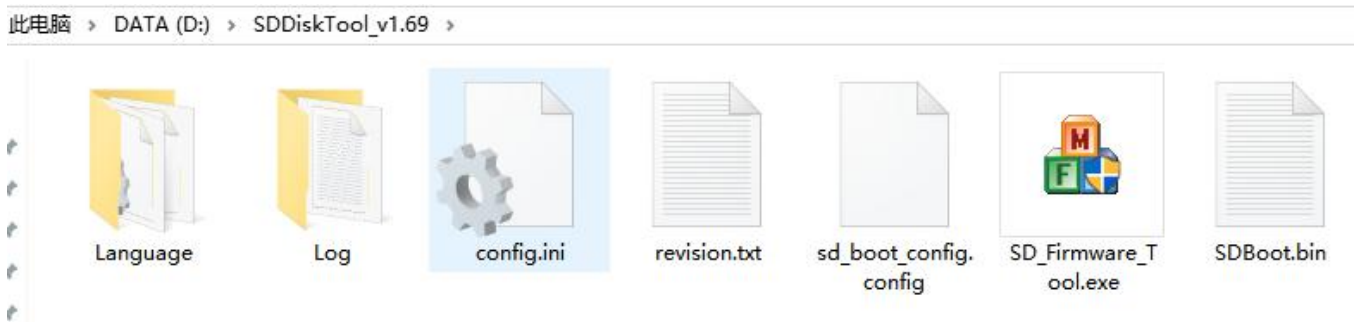 此电脑 > DATA (D:) > SDDiskTool_v1.69 >
Language
Log
config.ini
revision.txt
sd_boot_config.
config
SD_Firmware_T
ool.exe
SDBoot.bin
M
F